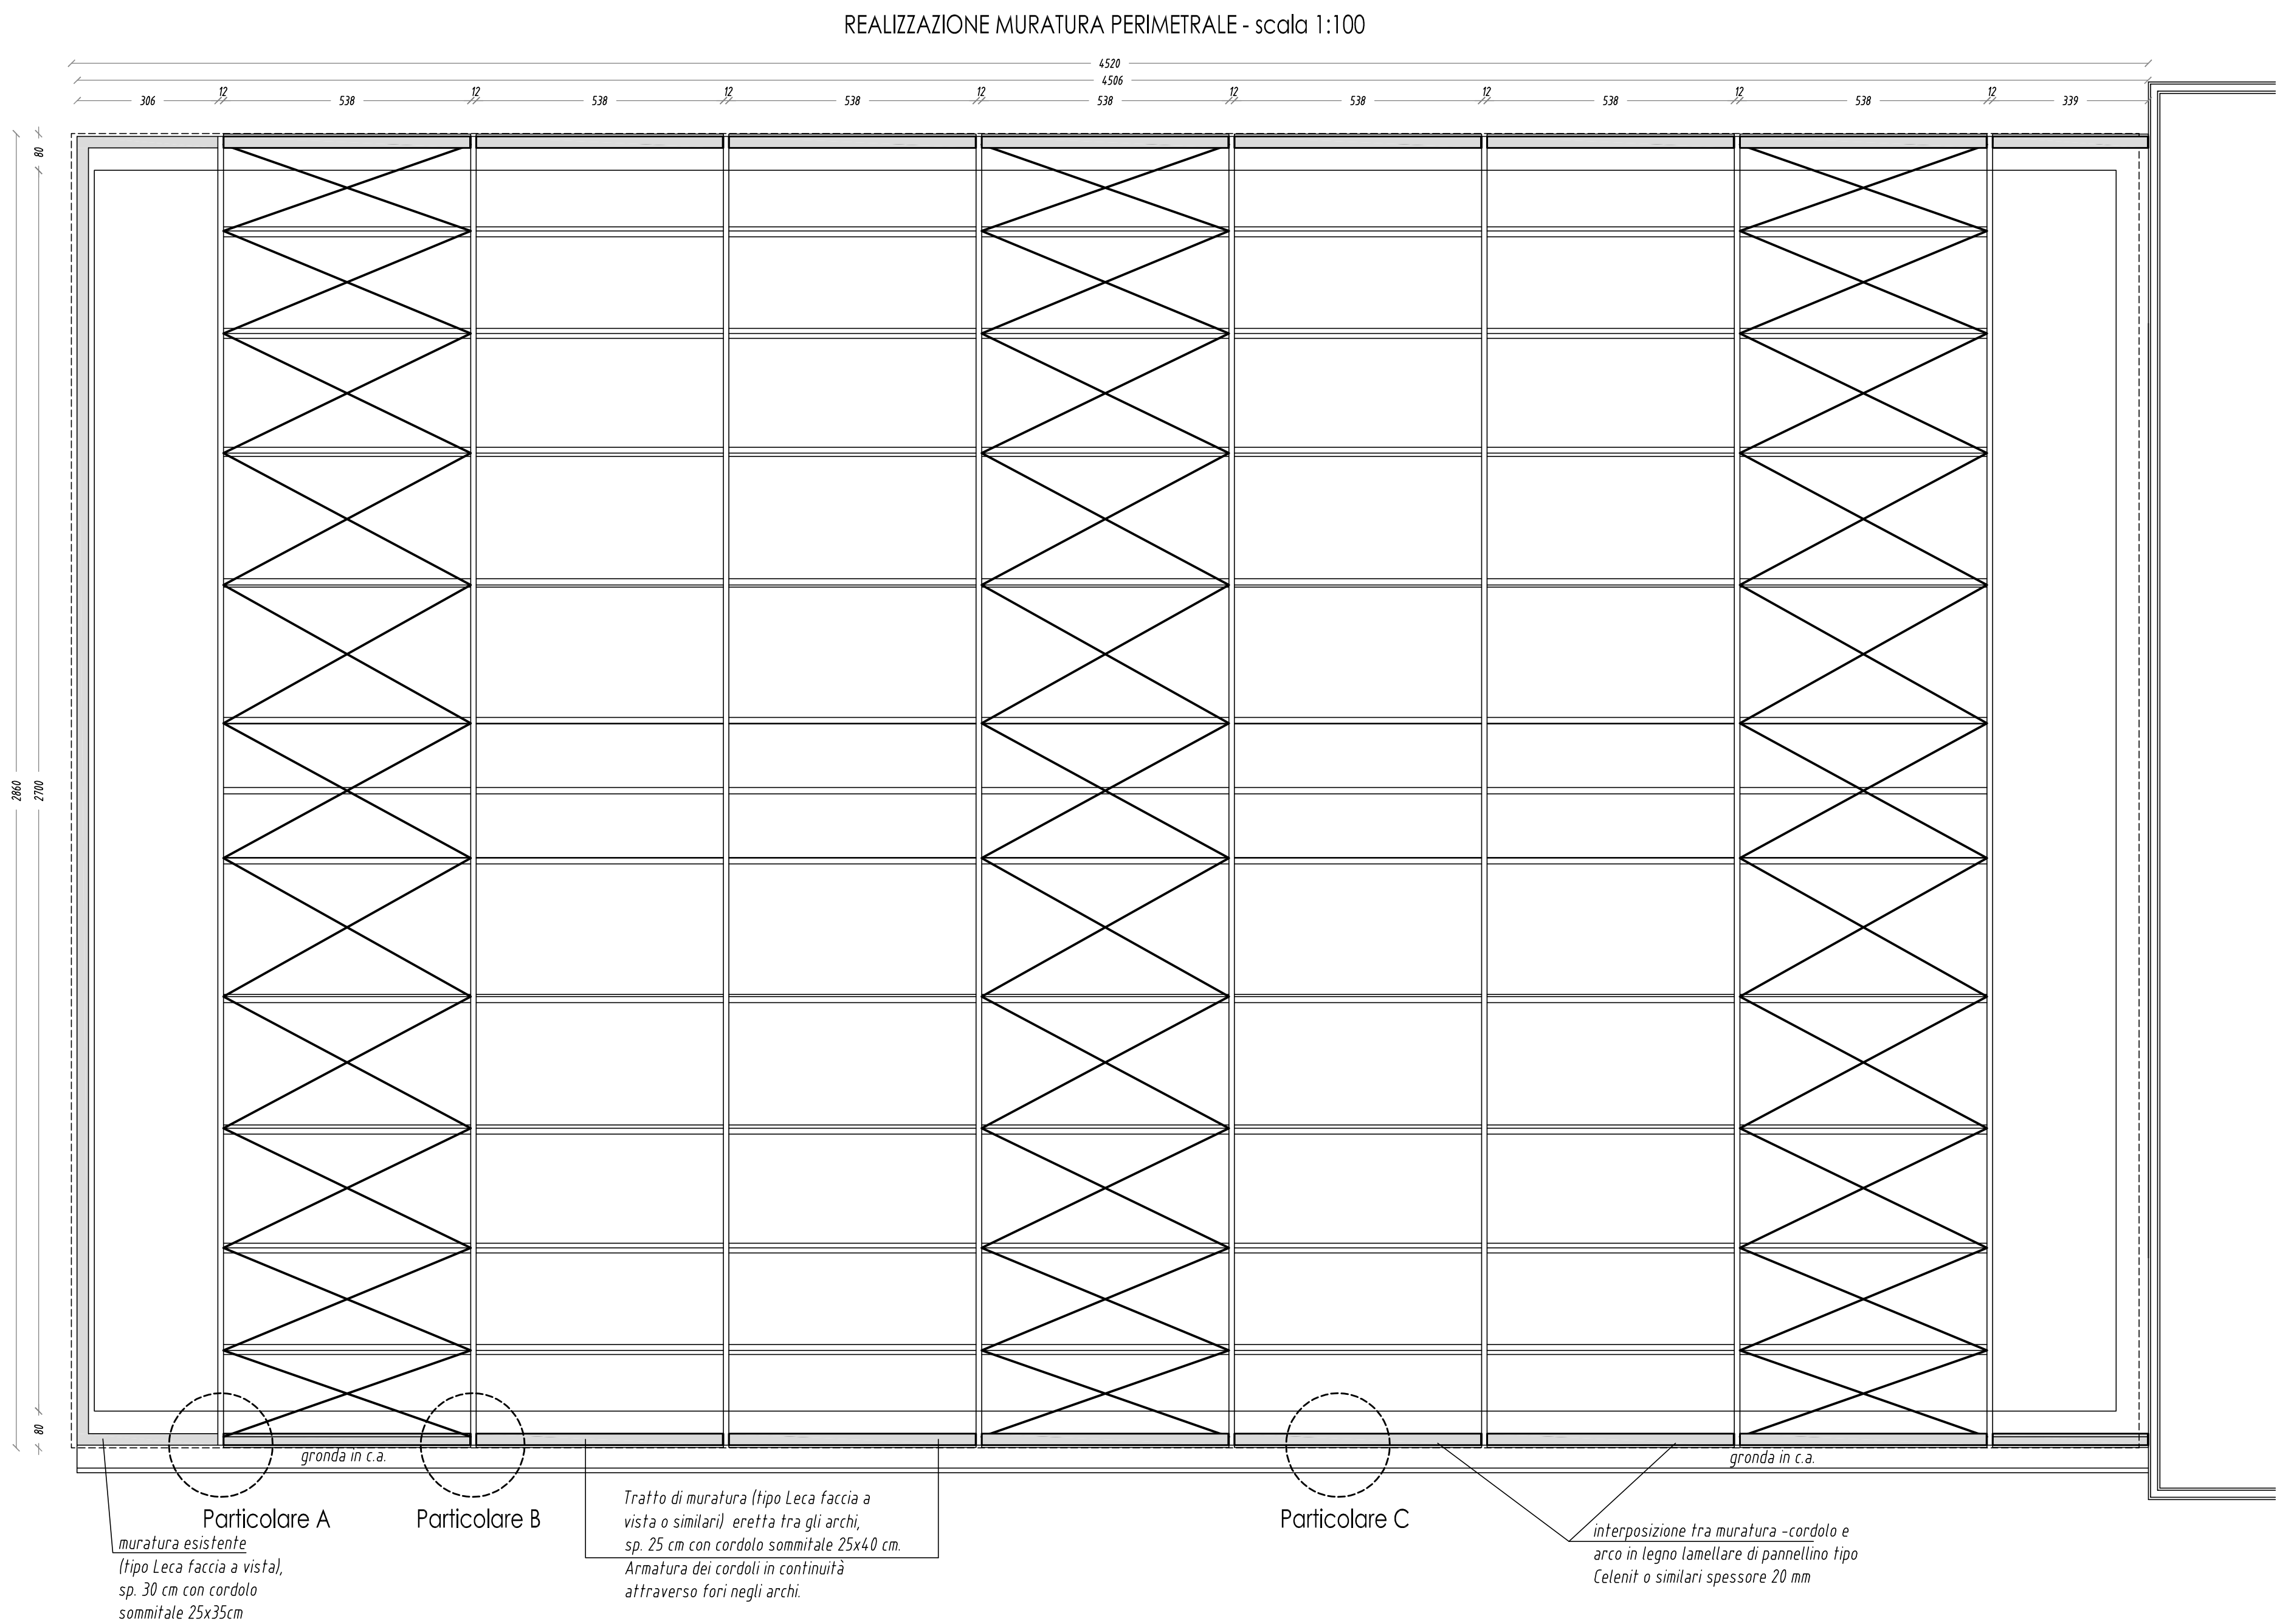 REALIZZAZIONE MURATURA PERIMETRALE - scala 1:100
4520
4506
306 12 538 12 538 12 538 12 538 12 538 12 538 12 538 12 339
80
2860
2700
80
gronda in c.a.
gronda in c.a.
Particolare A
Particolare B
Particolare C
muratura esistente
(tipo Leca faccia a vista),
sp. 30 cm con cordolo
sommitale 25x35cm
Tratto di muratura (tipo Leca faccia a
vista o similari) eretta tra gli archi,
sp. 25 cm con cordolo sommitale 25x40 cm.
Armatura dei cordoli in continuità
attraverso fori negli archi.
interposizione tra muratura -cordolo e
arco in legno lamellare di pannellino tipo
Celenit o similari spessore 20 mm